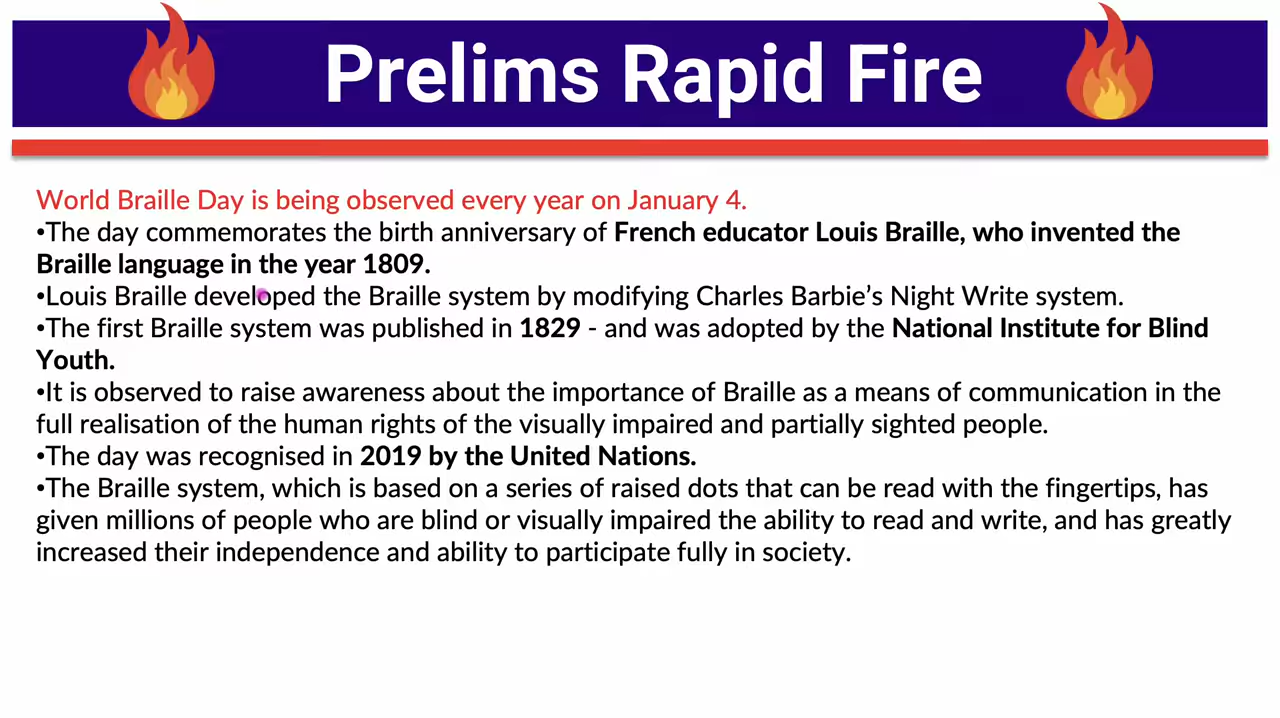 Prelims Rapid Fire
World Braille Day is being observed every year on January 4.
•The day commemorates the birth anniversary of French educator Louis Braille, who invented the
Braille language in the year 1809.
•Louis Braille developed the Braille system by modifying Charles Barbie’s Night Write system.
•The first Braille system was published in 1829 - and was adopted by the National Institute for Blind
Youth.
•It is observed to raise awareness about the importance of Braille as a means of communication in the
full realisation of the human rights of the visually impaired and partially sighted people.
•The day was recognised in 2019 by the United Nations.
•The Braille system, which is based on a series of raised dots that can be read with the fingertips, has
given millions of people who are blind or visually impaired the ability to read and write, and has greatly
increased their independence and ability to participate fully in society.